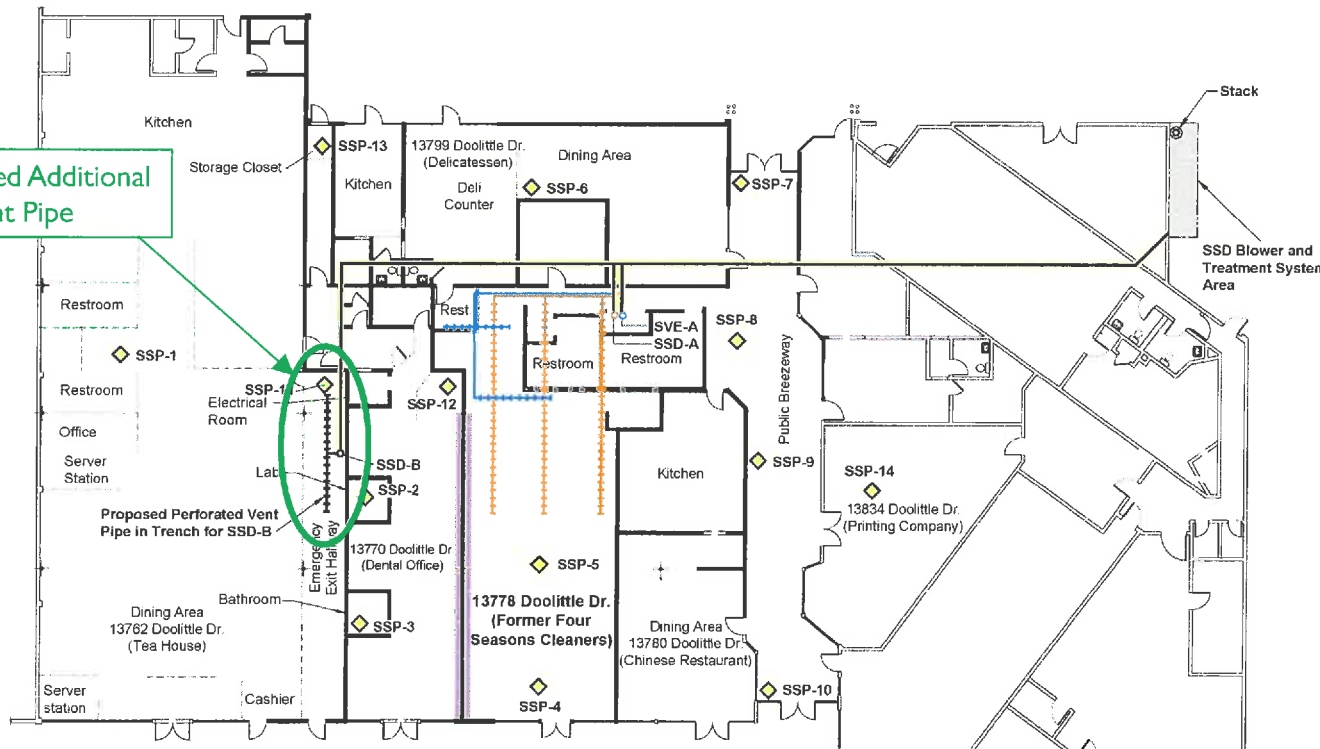 Stack
Kitchen
Storage Closet
SSP-13
Kitchen
13799 Doolittle Dr.
(Delicatessen)
Deli
Counter
Dining Area
SSP-6
SSP-7
Additional
Pipe
SSD Blower and
Treatment System
Area
Restroom
SSP-1
Restroom
Office
Server
Station
Electrical
Room
Lab
Proposed Perforated Vent
Pipe in Trench for SSD-B
Emergency
Exit Hallway
SSP-12
SSD-B
SSP-2
13770 Doolittle Dr
(Dental Office)
Bathroom
SSP-3
Dining Area
13762 Doolittle Dr.
(Tea House)
Server
station
Cashier
Rest.
Restroom
SVE-A
SSD-A
Restroom
SSP-8
Public Breezeway
SSP-9
Kitchen
SSP-14
13834 Doolittle Dr.
(Printing Company)
SSP-5
13778 Doolittle Dr.
(Former Four
Seasons Cleaners)
SSP-4
Dining Area
13780 Doolittle Dr.
(Chinese Restaurant)
SSP-10